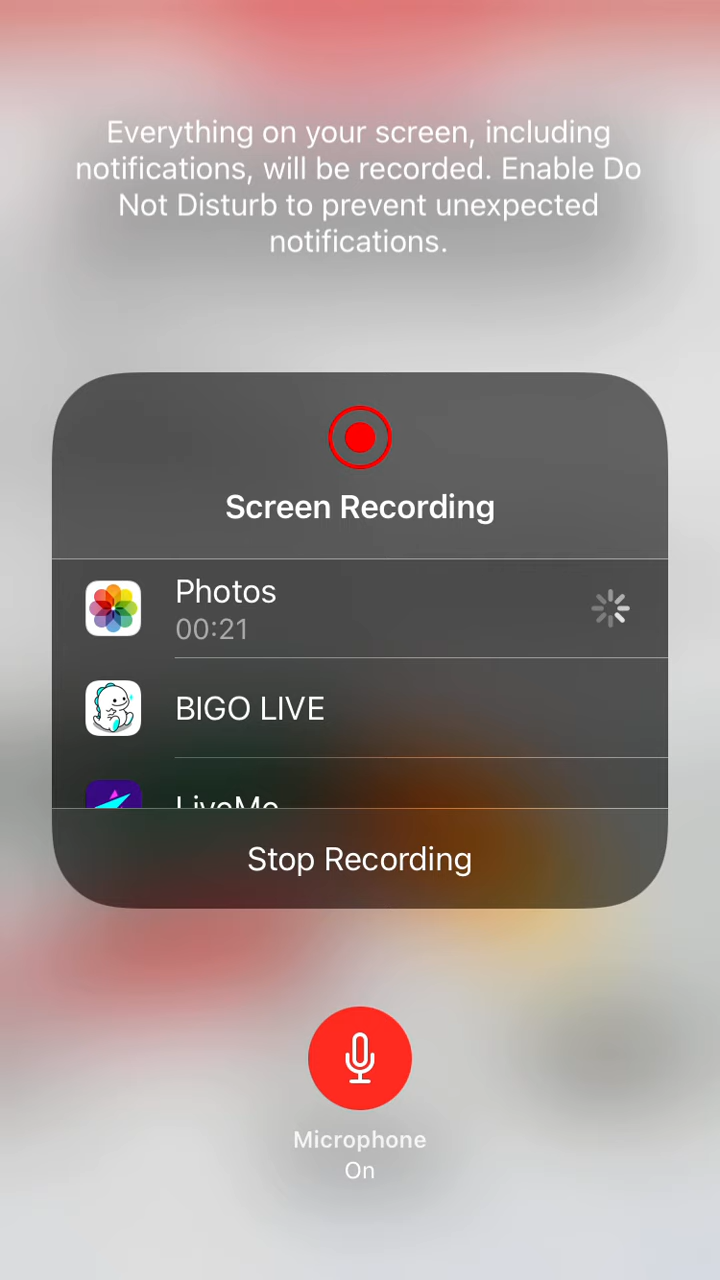 Everything on your screen, including
notifications, will be recorded. Enable Do
Not Disturb to prevent unexpected
notifications.
Screen Recording
Photos
00:21
BIGO LIVE
LiveMe
Stop Recording
Microphone
On